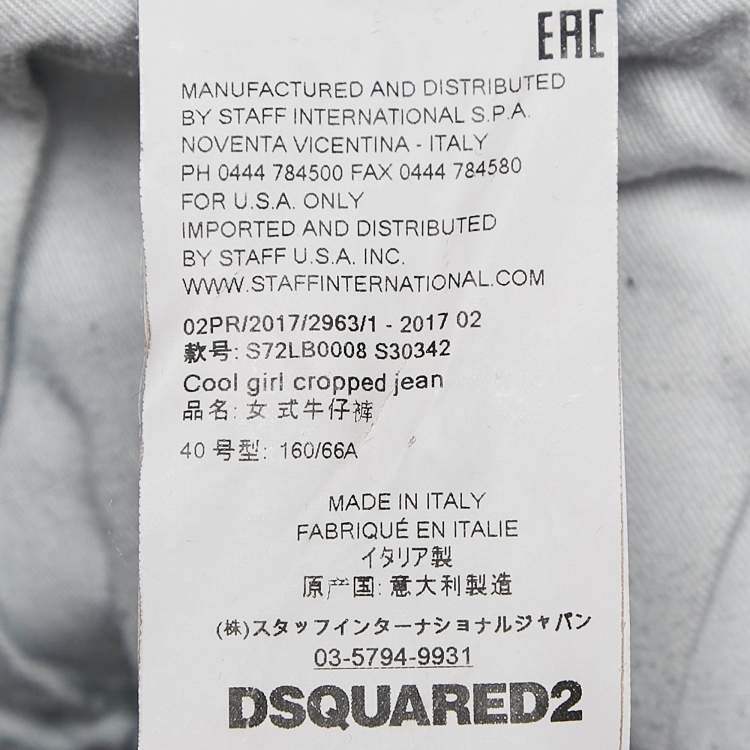 EAC
MANUFACTURED AND DISTRIBUTED
BY STAFF INTERNATIONAL S.P.A.
NOVENTA VICENTINA - ITALY
PH 0444 784500 FAX 0444 784580
FOR U.S.A. ONLY
IMPORTED AND DISTRIBUTED
BY STAFF U.S.A. INC.
WWW.STAFFINTERNATIONAL.COM
02PR/2017/2963/1 - 2017 02
款号: S72LB0008 S30342
Cool girl cropped jean
品名: 女 式牛仔裤
40 号型: 160/66A
MADE IN ITALY
FABRIQUÉ EN ITALIE
イタリア製
原产国: 意大利製造
(株)スタッフインターナショナルジャパン
03-5794-9931
DSQUARED2